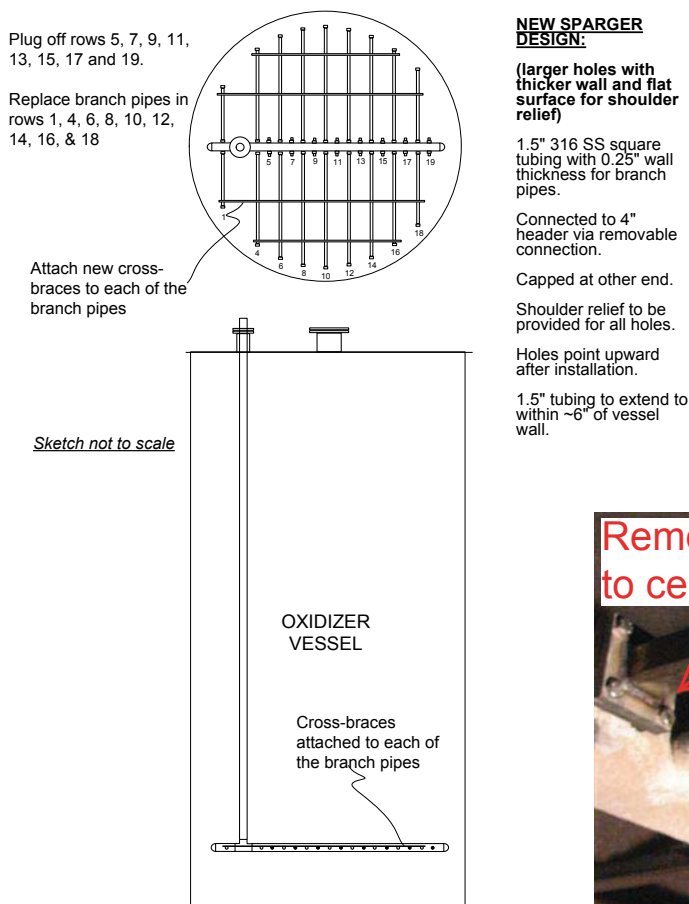 Plug off rows 5, 7, 9, 11,
13, 15, 17 and 19.
Replace branch pipes in
rows 1, 4, 6, 8, 10, 12,
14, 16, & 18
5 7 9 11 13 15 17 19
1
4
6
8
10
12
14
16
18
Attach new cross-
braces to each of the
branch pipes
Sketch not to scale
OXIDIZER
VESSEL
Cross-braces
attached to each of
the branch pipes
NEW SPARGER
DESIGN:
(larger holes with
thicker wall and flat
surface for shoulder
relief)
1.5" 316 SS square
tubing with 0.25" wall
thickness for branch
pipes.
Connected to 4"
header via removable
connection.
Capped at other end.
Shoulder relief to be
provided for all holes.
Holes point upward
after installation.
1.5" tubing to extend to
within ~6" of vessel
wall.
to